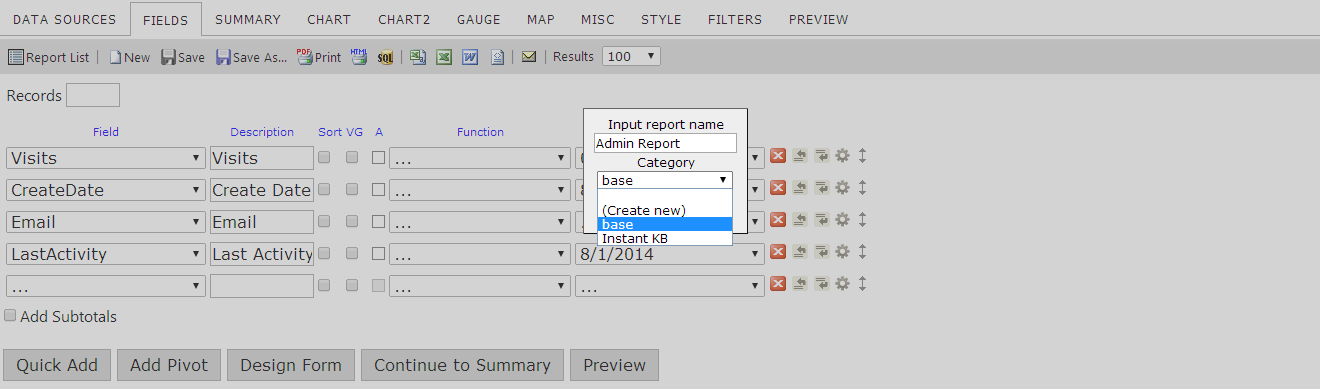 DATA SOURCES FIELDS SUMMARY CHART CHART2 GAUGE MAP MISC STYLE FILTERS PREVIEW
Report List New Save Save As... PDF Print HTML SQL Results 100
Records
Field Description Sort VG A Function
Input report name
Admin Report
Category
base
(Create new)
base
Instant KB
Visits Visits ...
CreateDate Create Date ...
Email Email ...
LastActivity Last Activity ... 8/1/2014
... ... ...
Add Subtotals
Quick Add Add Pivot Design Form Continue to Summary Preview